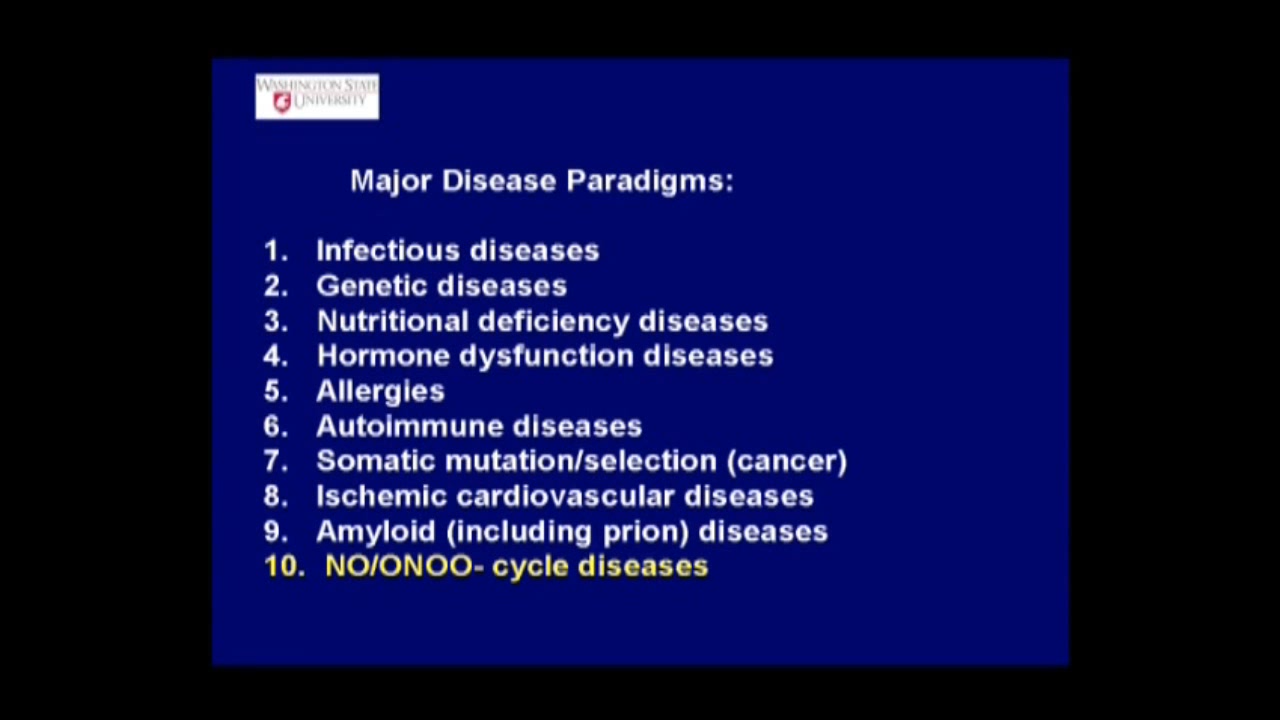 WASHINGTON STATE
UNIVERSITY
Major Disease Paradigms:
1. Infectious diseases
2. Genetic diseases
3. Nutritional deficiency diseases
4. Hormone dysfunction diseases
5. Allergies
6. Autoimmune diseases
7. Somatic mutation/selection (cancer)
8. Ischemic cardiovascular diseases
9. Amyloid (including prion) diseases
10. NO/ONOO- cycle diseases